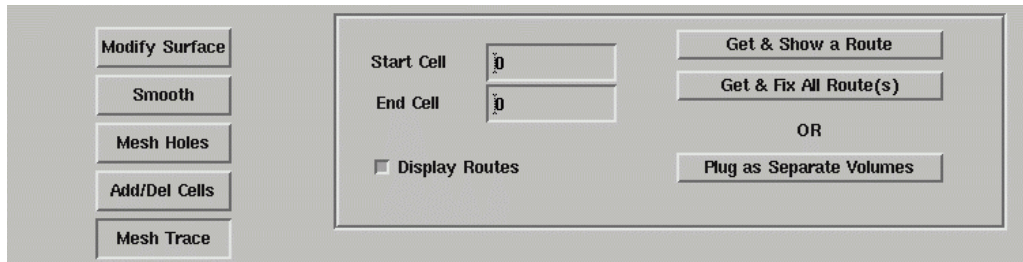 Modify Surface
Smooth
Mesh Holes
Add/Del Cells
Mesh Trace
Start Cell 0
End Cell 0
Display Routes
Get & Show a Route
Get & Fix All Route(s)
OR
Plug as Separate Volumes